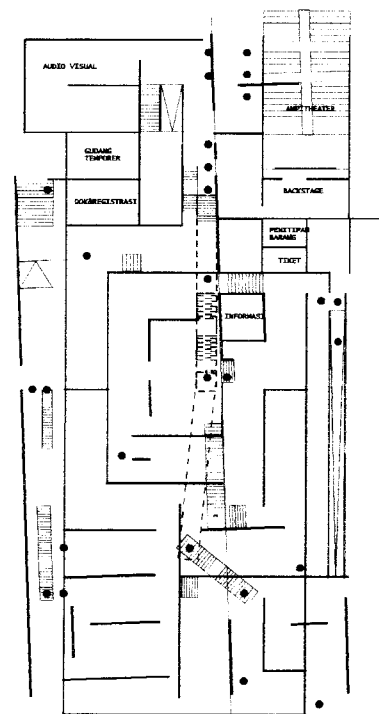 AUDIO VISUAL
AMPITHEATER
GUDANG
TEMPORER
BACKSTAGE
DOK&REGISTRASI
PENITIPAN
BARANG
TIKET
INFORMASI